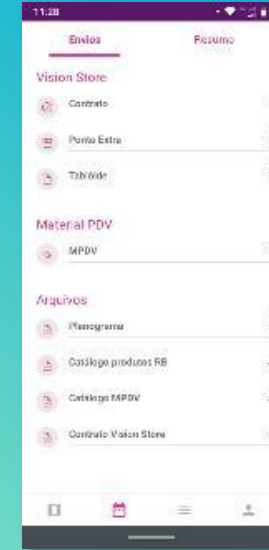 11:28
Envios
Resumo
Vision Store
Contrato
Ponto Extra
Tablóide
Material PDV
MPDV
Arquivos
Planograma
Catálogo produtos RB
Catálogo MPDV
Contrato Vision Store